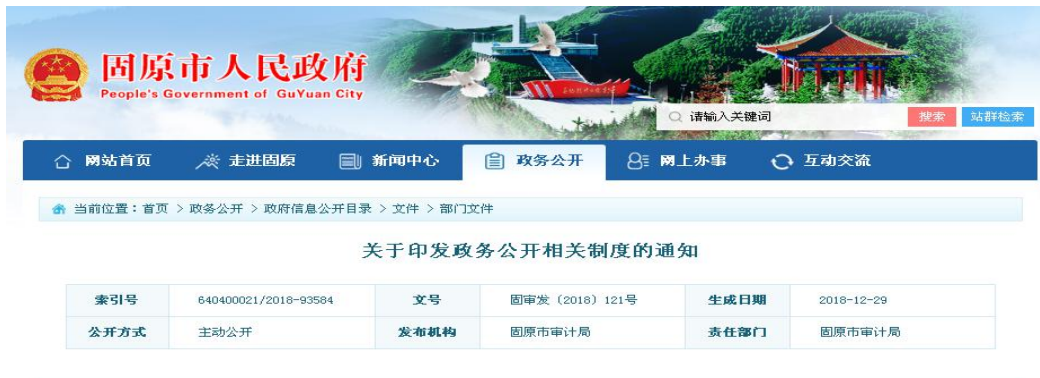 固原市人民政府
People's Government of GuYuan City
请输入关键词 搜索 站群检索
网站首页 走进固原 新闻中心 政务公开 网上办事 互动交流
当前位置：首页 > 政务公开 > 政府信息公开目录 > 文件 > 部门文件
关于印发政务公开相关制度的通知
索引号 640400021/2018-93584 文号 固审发（2018）121号 生成日期 2018-12-29
公开方式 主动公开 发布机构 固原市审计局 责任部门 固原市审计局